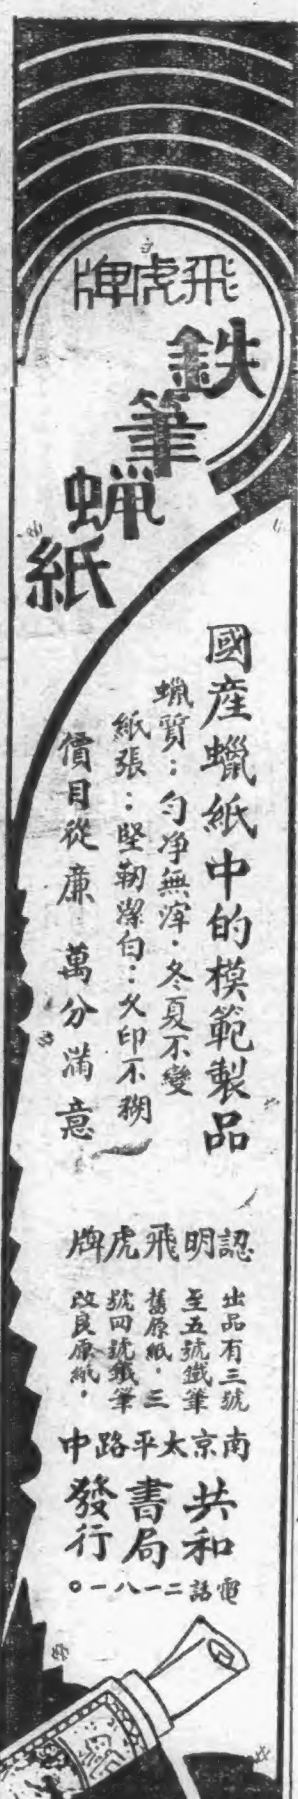 飛虎牌
鉄筆蝋紙
國產蠟紙中的模範製品
蠟質：勻净無滓．冬夏不變
紙張：堅韌潔白：久印不糊
價目從廉 萬分滿意
認明飛虎牌
出品有三號
至五號鐵筆
舊原紙．三
號四號鐵筆
改良原紙．
南京太平路中
共和書局發行
電話二一八一〇